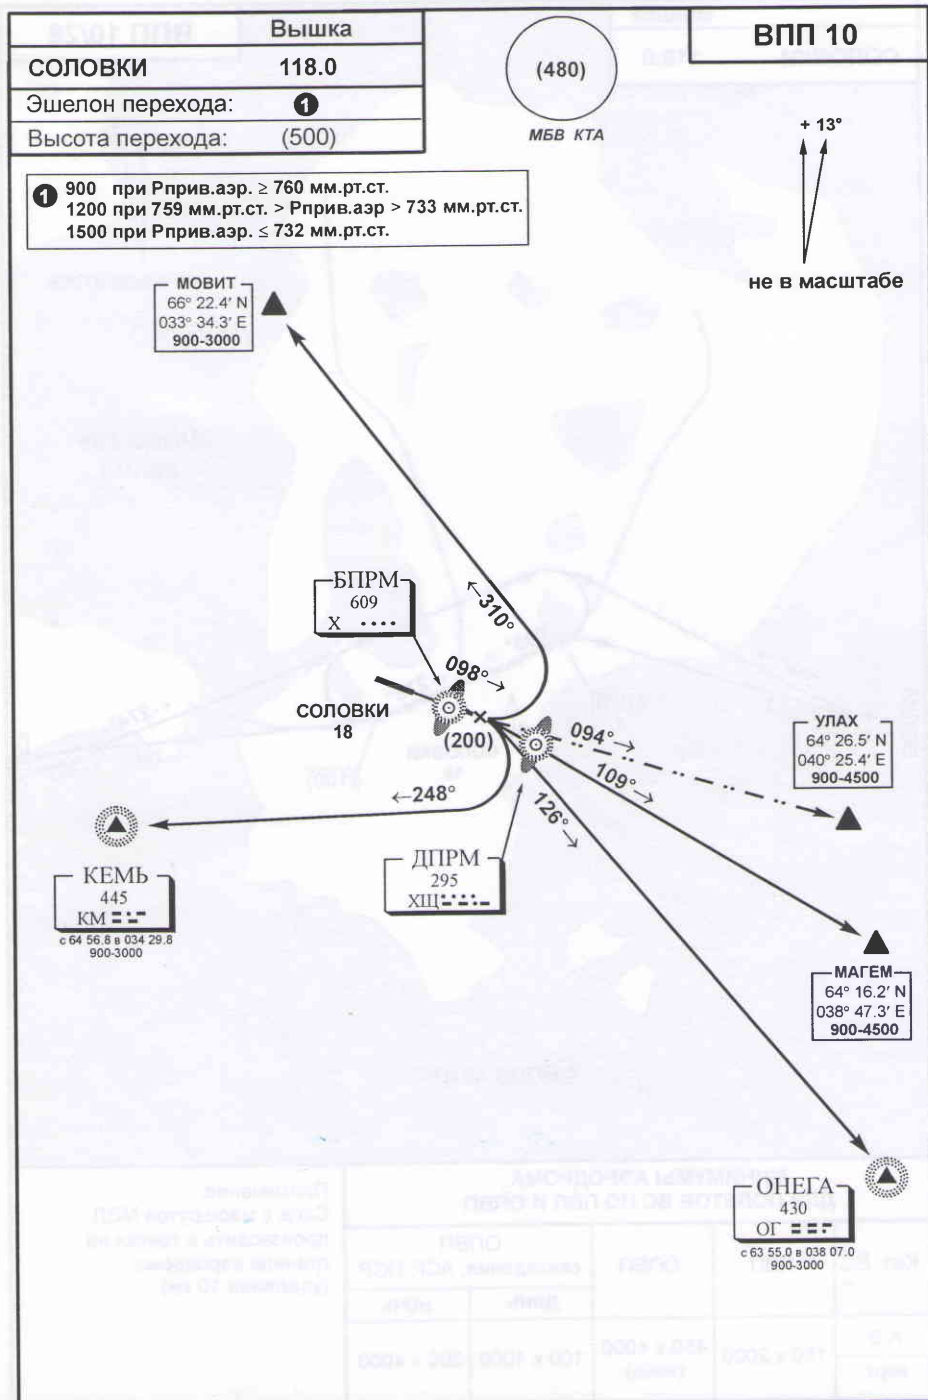 Вышка
СОЛОВКИ 118.0
Эшелон перехода: 1
Высота перехода: (500)
(480)
МБВ КТА
ВПП 10
+ 13°
не в масштабе
1 900 при Рприв.аэр. ≥ 760 мм.рт.ст.
1200 при 759 мм.рт.ст. > Рприв.аэр > 733 мм.рт.ст.
1500 при Рприв.аэр. ≤ 732 мм.рт.ст.
МОВИТ
66° 22.4′ N
033° 34.3′ E
900-3000
←310°
БПРМ
609
Х ····
098°→
СОЛОВКИ
18
(200)
094°→
109°→
126°→
←248°
УЛАХ
64° 26.5′ N
040° 25.4′ E
900-4500
КЕМЬ
445
КМ
с 64 56.8 в 034 29.8
900-3000
ДПРМ
295
ХЩ
МАГЕМ
64° 16.2′ N
038° 47.3′ E
900-4500
ОНЕГА
430
ОГ
с 63 55.0 в 038 07.0
900-3000